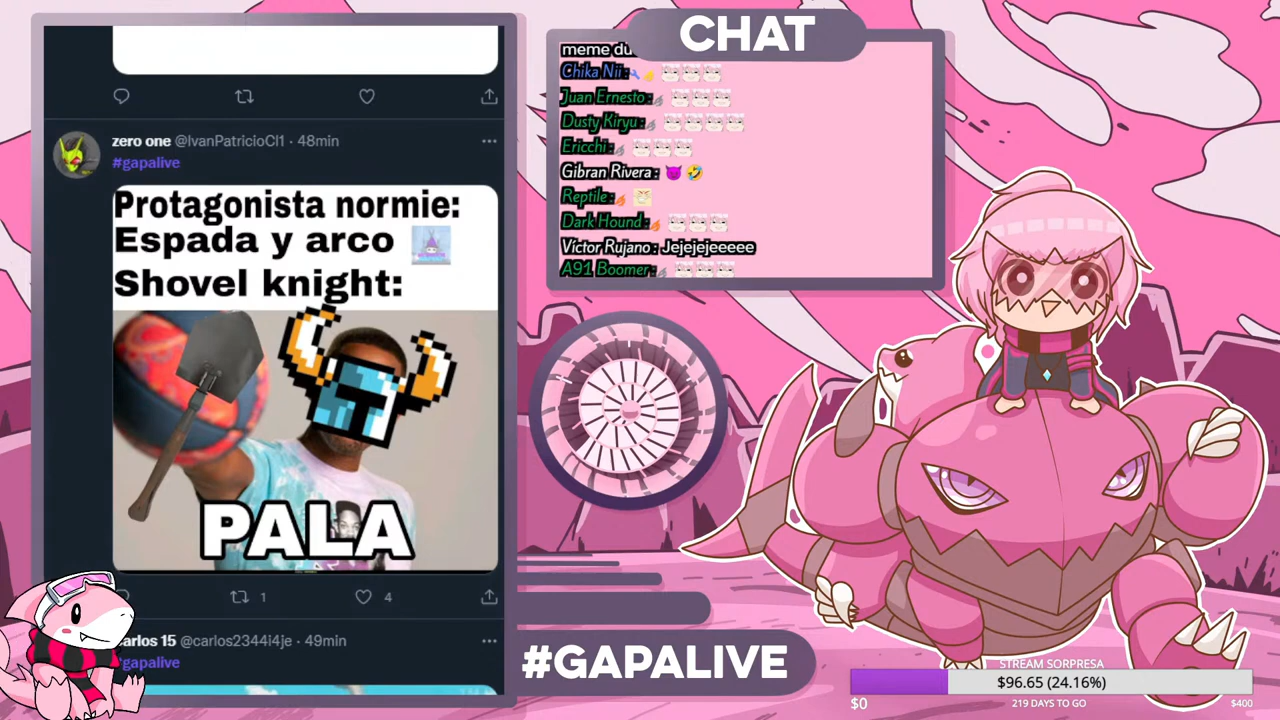 CHAT
meme du
Chika Nii:
Juan Ernesto:
Dusty Kiryu:
Ericchi:
Gibran Rivera:
Reptile:
Dark Hound:
Víctor Rujano: Jejejejeeeee
A91 Boomer:
zero one @IvanPatricioCl1 · 48min
#gapalive
Protagonista normie:
Espada y arco
Shovel knight:
PALA
1
4
arlos 15 @carlos2344i4je · 49min
#gapalive
#GAPALIVE
STREAM SORPRESA
$96.65 (24.16%)
$0
219 DAYS TO GO
$400